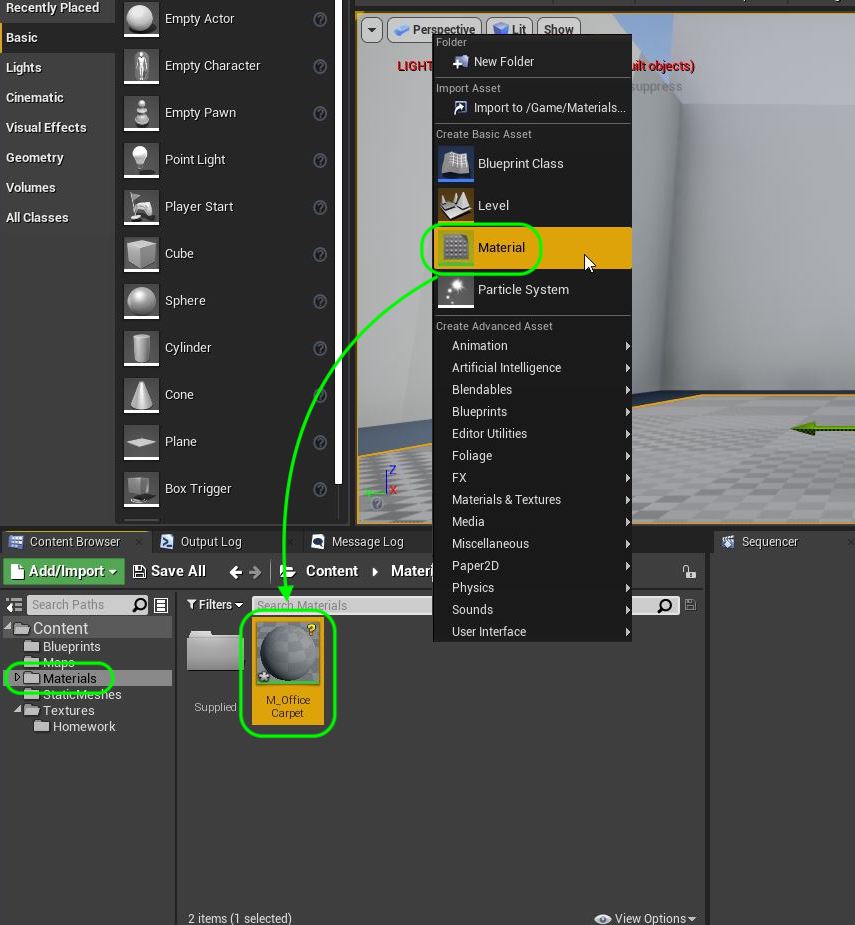 Recently Placed
Basic
Lights
Cinematic
Visual Effects
Geometry
Volumes
All Classes
Empty Actor
Empty Character
Empty Pawn
Point Light
Player Start
Cube
Sphere
Cylinder
Cone
Plane
Box Trigger
Perspective
Lit
Show
LIGHT
uilt objects)
suppress
Z
X
Folder
New Folder
Import Asset
Import to /Game/Materials...
Create Basic Asset
Blueprint Class
Level
Material
Particle System
Create Advanced Asset
Animation
Artificial Intelligence
Blendables
Blueprints
Editor Utilities
Foliage
FX
Materials & Textures
Media
Miscellaneous
Paper2D
Physics
Sounds
User Interface
Content Browser
Output Log
Message Log
Sequencer
Add/Import
Save All
Content
Materi
Search Paths
Filters
Search Materials
Content
Blueprints
Maps
Materials
StaticMeshes
Textures
Homework
Supplied
M_Office
Carpet
2 items (1 selected)
View Options